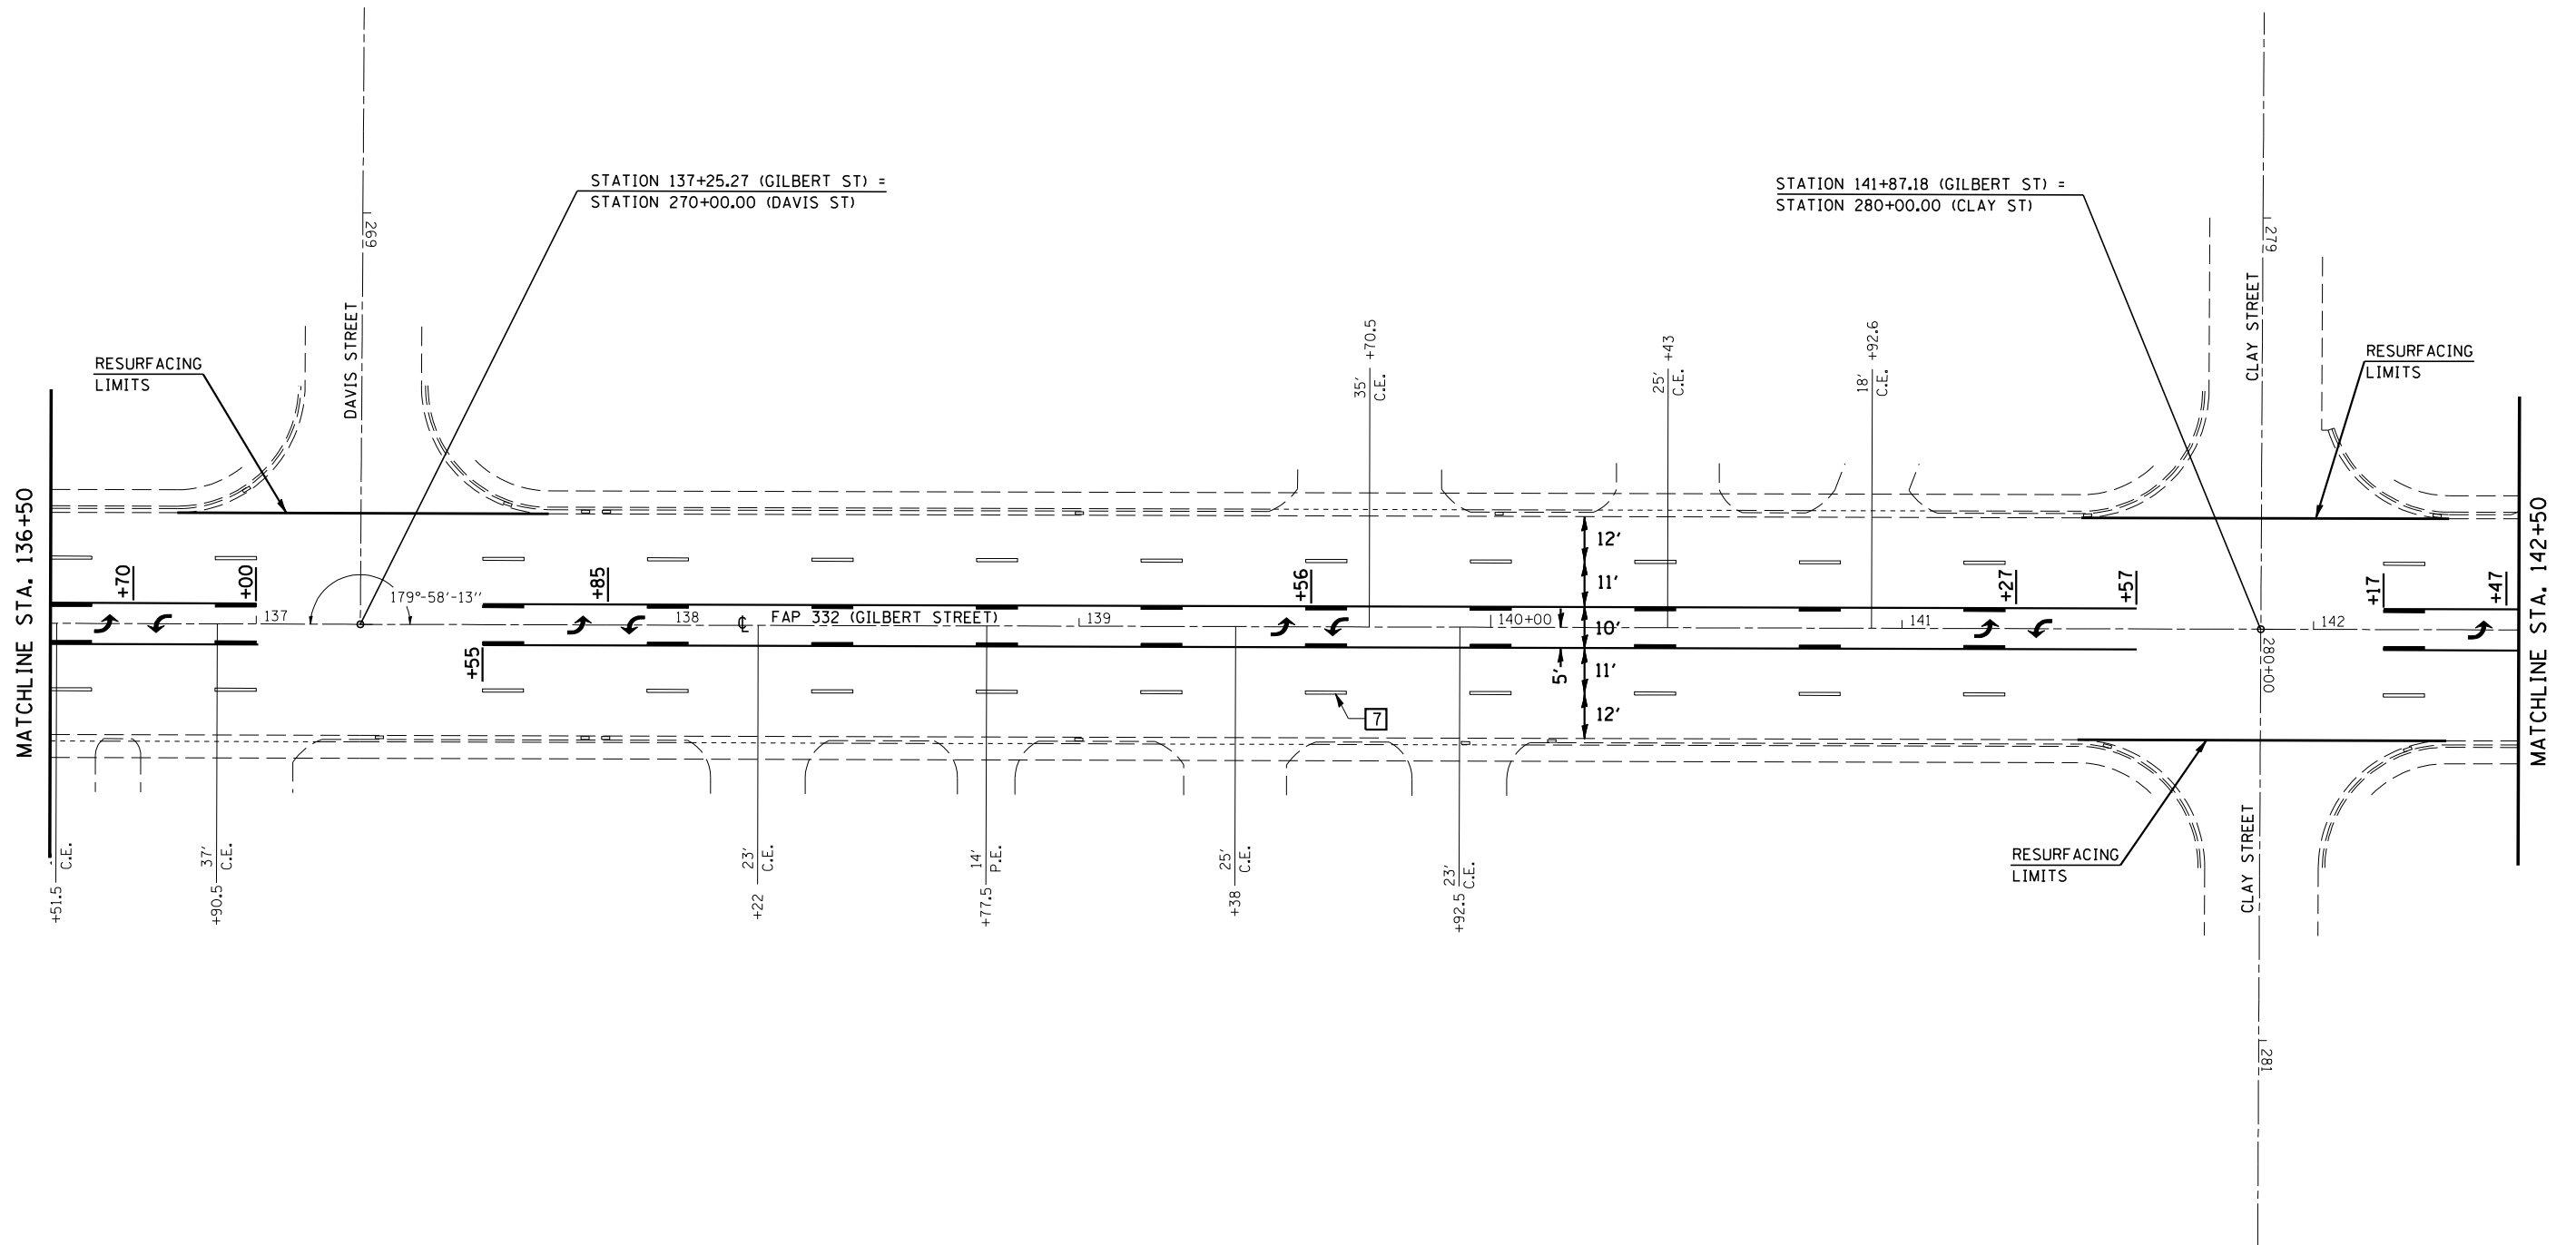 STATION 137+25.27 (GILBERT ST) =
STATION 270+00.00 (DAVIS ST)
STATION 141+87.18 (GILBERT ST) =
STATION 280+00.00 (CLAY ST)
269
279
DAVIS STREET
CLAY STREET
RESURFACING
LIMITS
RESURFACING
LIMITS
35' +70.5
C.E.
25' +43
C.E.
18' +92.6
C.E.
MATCHLINE STA. 136+50
MATCHLINE STA. 142+50
12'
11'
10'
5'
11'
12'
+70
+00
+85
+56
+27
+57
+17
+47
179°-58'-13''
137
138
℄ FAP 332 (GILBERT STREET)
139
140+00
141
142
+55
280+00
7
C.E.
+51.5
37'
C.E.
+90.5
23'
C.E.
+22
14'
P.E.
+77.5
25'
C.E.
+38
23'
C.E.
+92.5
RESURFACING
LIMITS
CLAY STREET
281